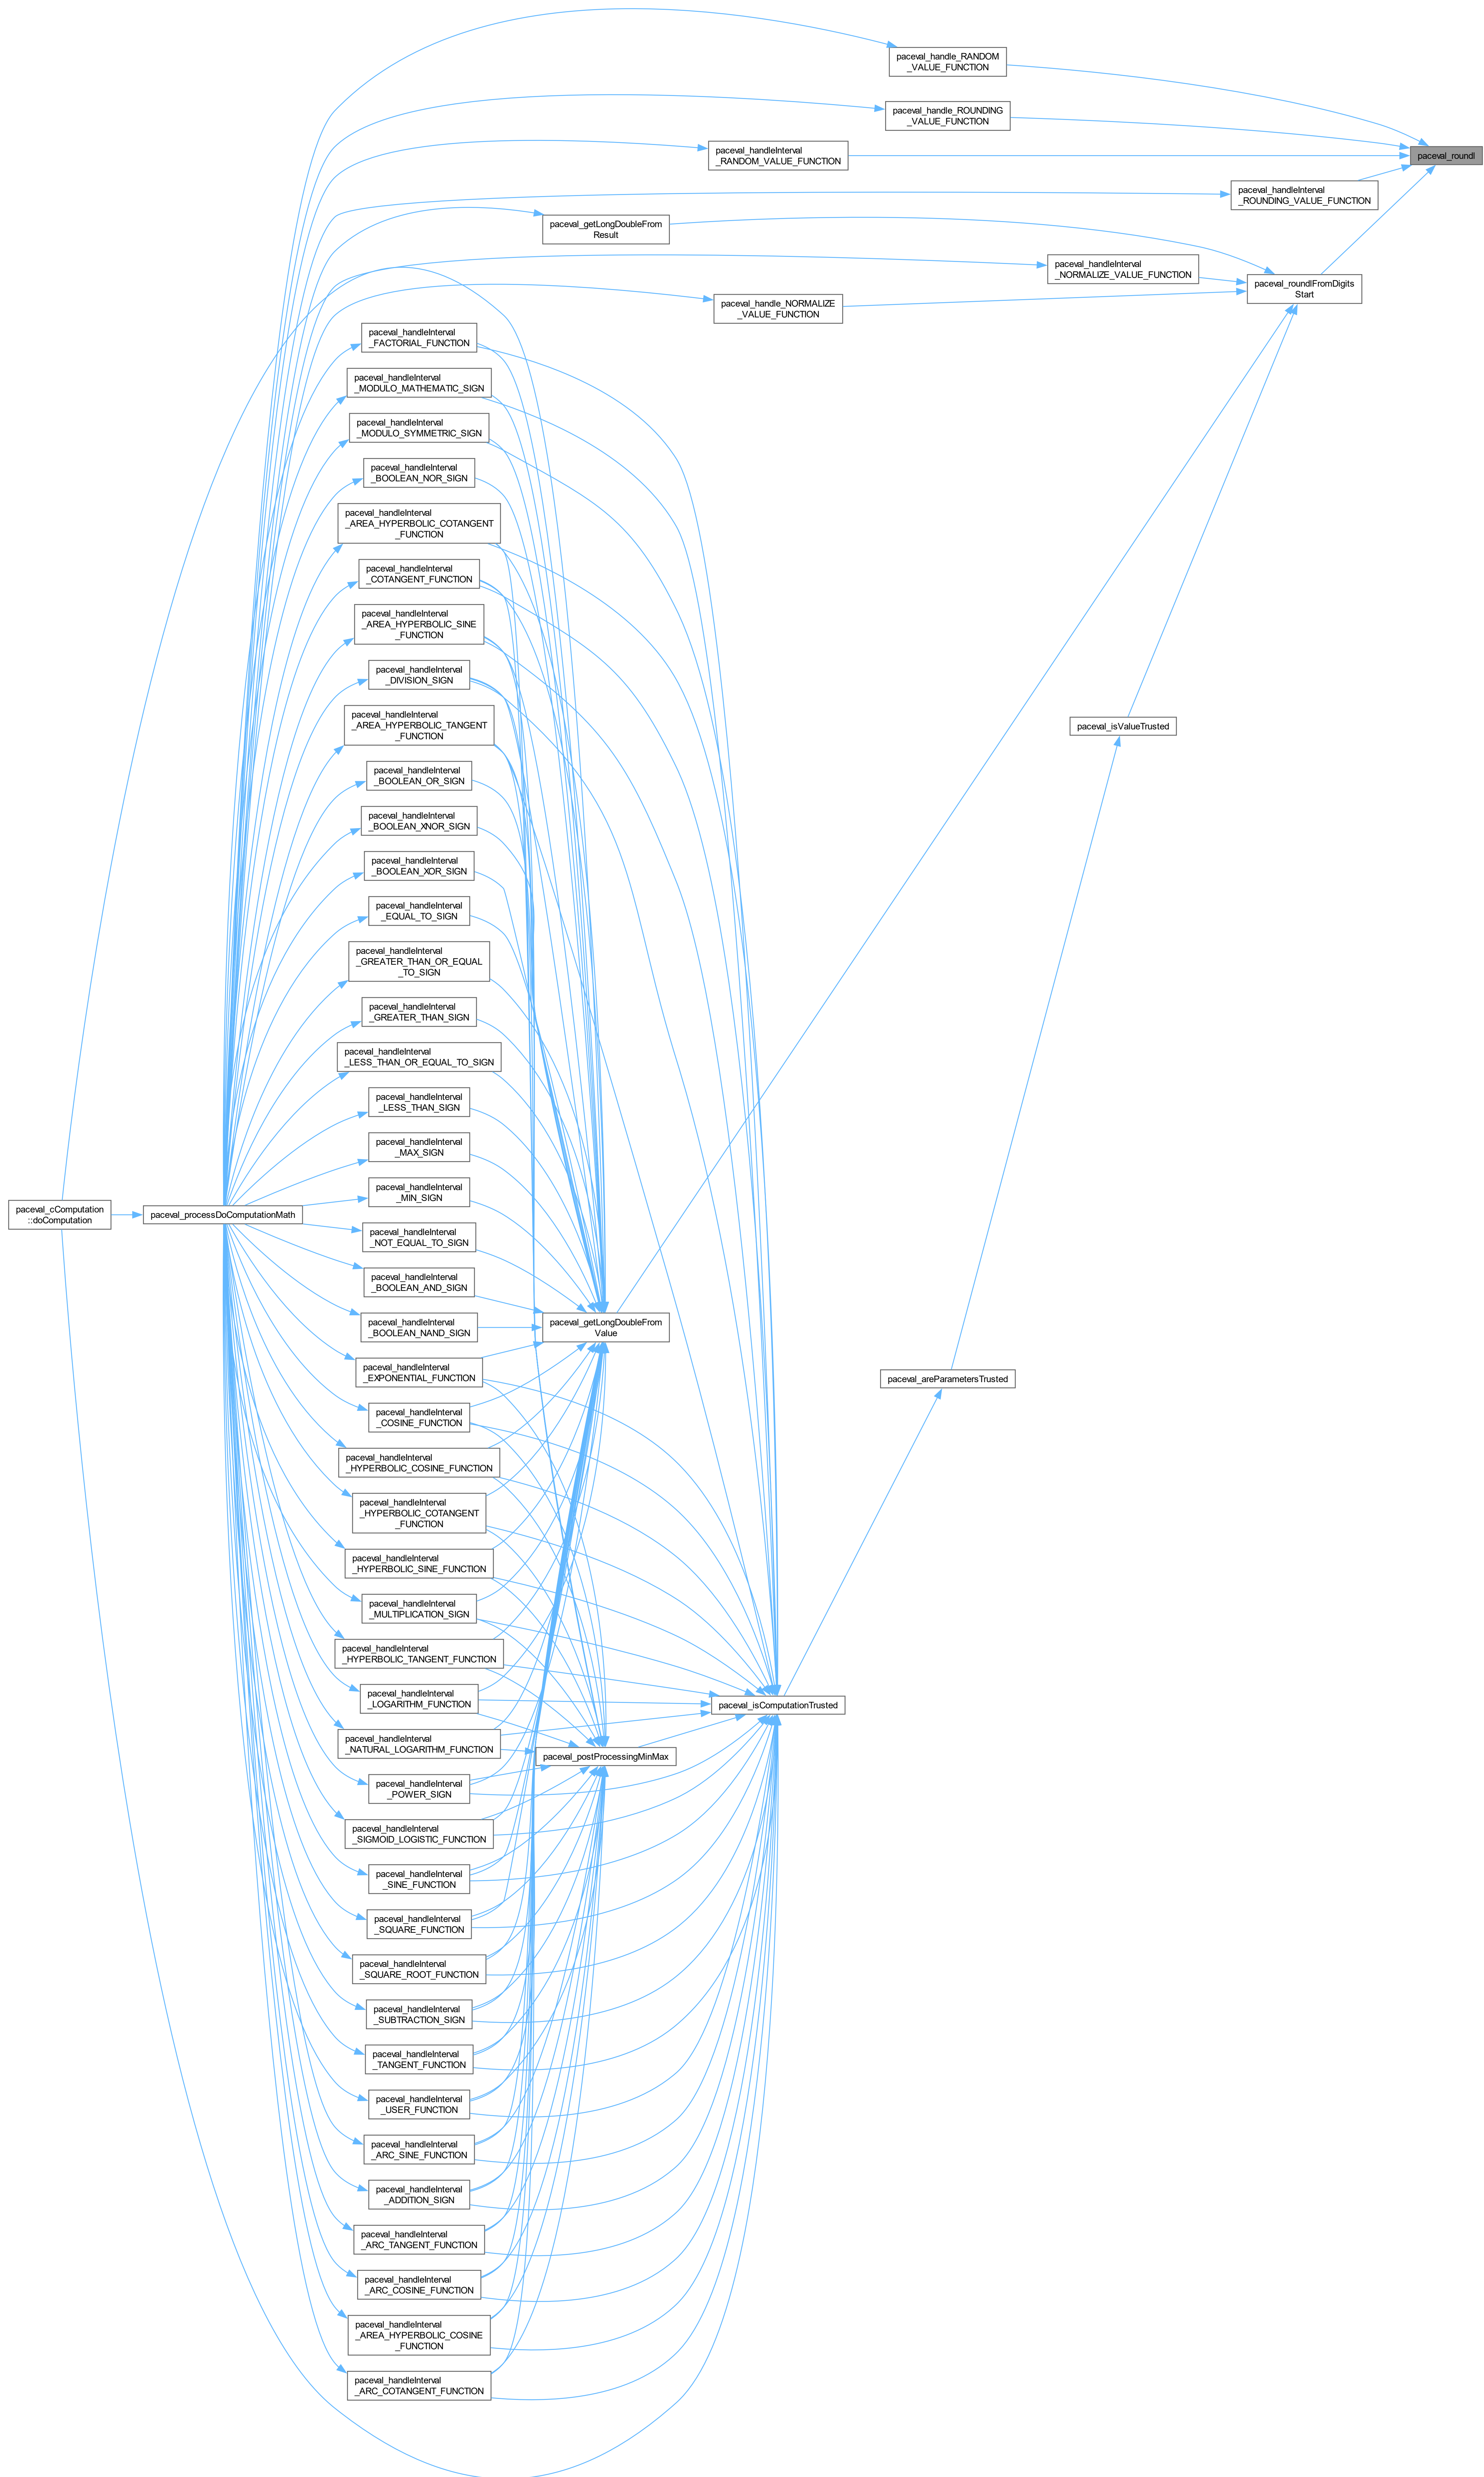 paceval_handle_RANDOM
_VALUE_FUNCTION
paceval_handle_ROUNDING
_VALUE_FUNCTION
paceval_handleInterval
_RANDOM_VALUE_FUNCTION
paceval_roundl
paceval_handleInterval
_ROUNDING_VALUE_FUNCTION
paceval_getLongDoubleFrom
Result
paceval_handleInterval
_NORMALIZE_VALUE_FUNCTION
paceval_roundlFromDigits
Start
paceval_handle_NORMALIZE
_VALUE_FUNCTION
paceval_handleInterval
_FACTORIAL_FUNCTION
paceval_handleInterval
_MODULO_MATHEMATIC_SIGN
paceval_handleInterval
_MODULO_SYMMETRIC_SIGN
paceval_handleInterval
_BOOLEAN_NOR_SIGN
paceval_handleInterval
_AREA_HYPERBOLIC_COTANGENT
_FUNCTION
paceval_handleInterval
_COTANGENT_FUNCTION
paceval_handleInterval
_AREA_HYPERBOLIC_SINE
_FUNCTION
paceval_handleInterval
_DIVISION_SIGN
paceval_handleInterval
_AREA_HYPERBOLIC_TANGENT
_FUNCTION
paceval_isValueTrusted
paceval_handleInterval
_BOOLEAN_OR_SIGN
paceval_handleInterval
_BOOLEAN_XNOR_SIGN
paceval_handleInterval
_BOOLEAN_XOR_SIGN
paceval_handleInterval
_EQUAL_TO_SIGN
paceval_handleInterval
_GREATER_THAN_OR_EQUAL
_TO_SIGN
paceval_handleInterval
_GREATER_THAN_SIGN
paceval_handleInterval
_LESS_THAN_OR_EQUAL_TO_SIGN
paceval_handleInterval
_LESS_THAN_SIGN
paceval_handleInterval
_MAX_SIGN
paceval_handleInterval
_MIN_SIGN
paceval_cComputation
::doComputation
paceval_processDoComputationMath
paceval_handleInterval
_NOT_EQUAL_TO_SIGN
paceval_handleInterval
_BOOLEAN_AND_SIGN
paceval_handleInterval
_BOOLEAN_NAND_SIGN
paceval_getLongDoubleFrom
Value
paceval_handleInterval
_EXPONENTIAL_FUNCTION
paceval_areParametersTrusted
paceval_handleInterval
_COSINE_FUNCTION
paceval_handleInterval
_HYPERBOLIC_COSINE_FUNCTION
paceval_handleInterval
_HYPERBOLIC_COTANGENT
_FUNCTION
paceval_handleInterval
_HYPERBOLIC_SINE_FUNCTION
paceval_handleInterval
_MULTIPLICATION_SIGN
paceval_handleInterval
_HYPERBOLIC_TANGENT_FUNCTION
paceval_handleInterval
_LOGARITHM_FUNCTION
paceval_isComputationTrusted
paceval_handleInterval
_NATURAL_LOGARITHM_FUNCTION
paceval_postProcessingMinMax
paceval_handleInterval
_POWER_SIGN
paceval_handleInterval
_SIGMOID_LOGISTIC_FUNCTION
paceval_handleInterval
_SINE_FUNCTION
paceval_handleInterval
_SQUARE_FUNCTION
paceval_handleInterval
_SQUARE_ROOT_FUNCTION
paceval_handleInterval
_SUBTRACTION_SIGN
paceval_handleInterval
_TANGENT_FUNCTION
paceval_handleInterval
_USER_FUNCTION
paceval_handleInterval
_ARC_SINE_FUNCTION
paceval_handleInterval
_ADDITION_SIGN
paceval_handleInterval
_ARC_TANGENT_FUNCTION
paceval_handleInterval
_ARC_COSINE_FUNCTION
paceval_handleInterval
_AREA_HYPERBOLIC_COSINE
_FUNCTION
paceval_handleInterval
_ARC_COTANGENT_FUNCTION